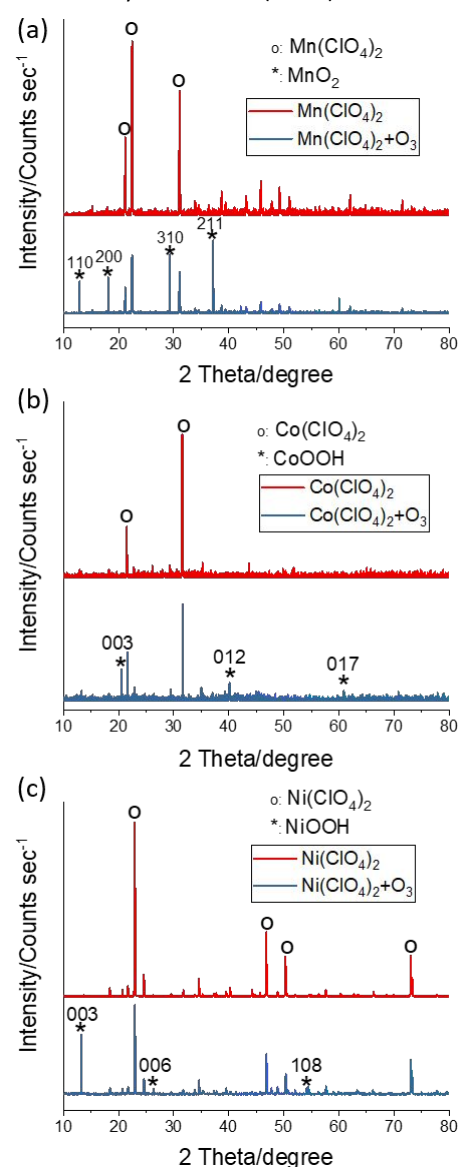 (a)
o
o: Mn(ClO₄)₂
*: MnO₂
o
o
Mn(ClO₄)₂
Mn(ClO₄)₂+O₃
Intensity/Counts sec⁻¹
110
200
310
211
*
*
*
*
10 20 30 40 50 60 70 80
2 Theta/degree
(b)
o
o: Co(ClO₄)₂
*: CoOOH
Co(ClO₄)₂
Co(ClO₄)₂+O₃
o
Intensity/Counts sec⁻¹
003
012
017
*
*
*
10 20 30 40 50 60 70 80
2 Theta/degree
(c)
o
o: Ni(ClO₄)₂
*: NiOOH
Ni(ClO₄)₂
Ni(ClO₄)₂+O₃
o
o
o
Intensity/Counts sec⁻¹
003
006
108
*
*
*
10 20 30 40 50 60 70 80
2 Theta/degree